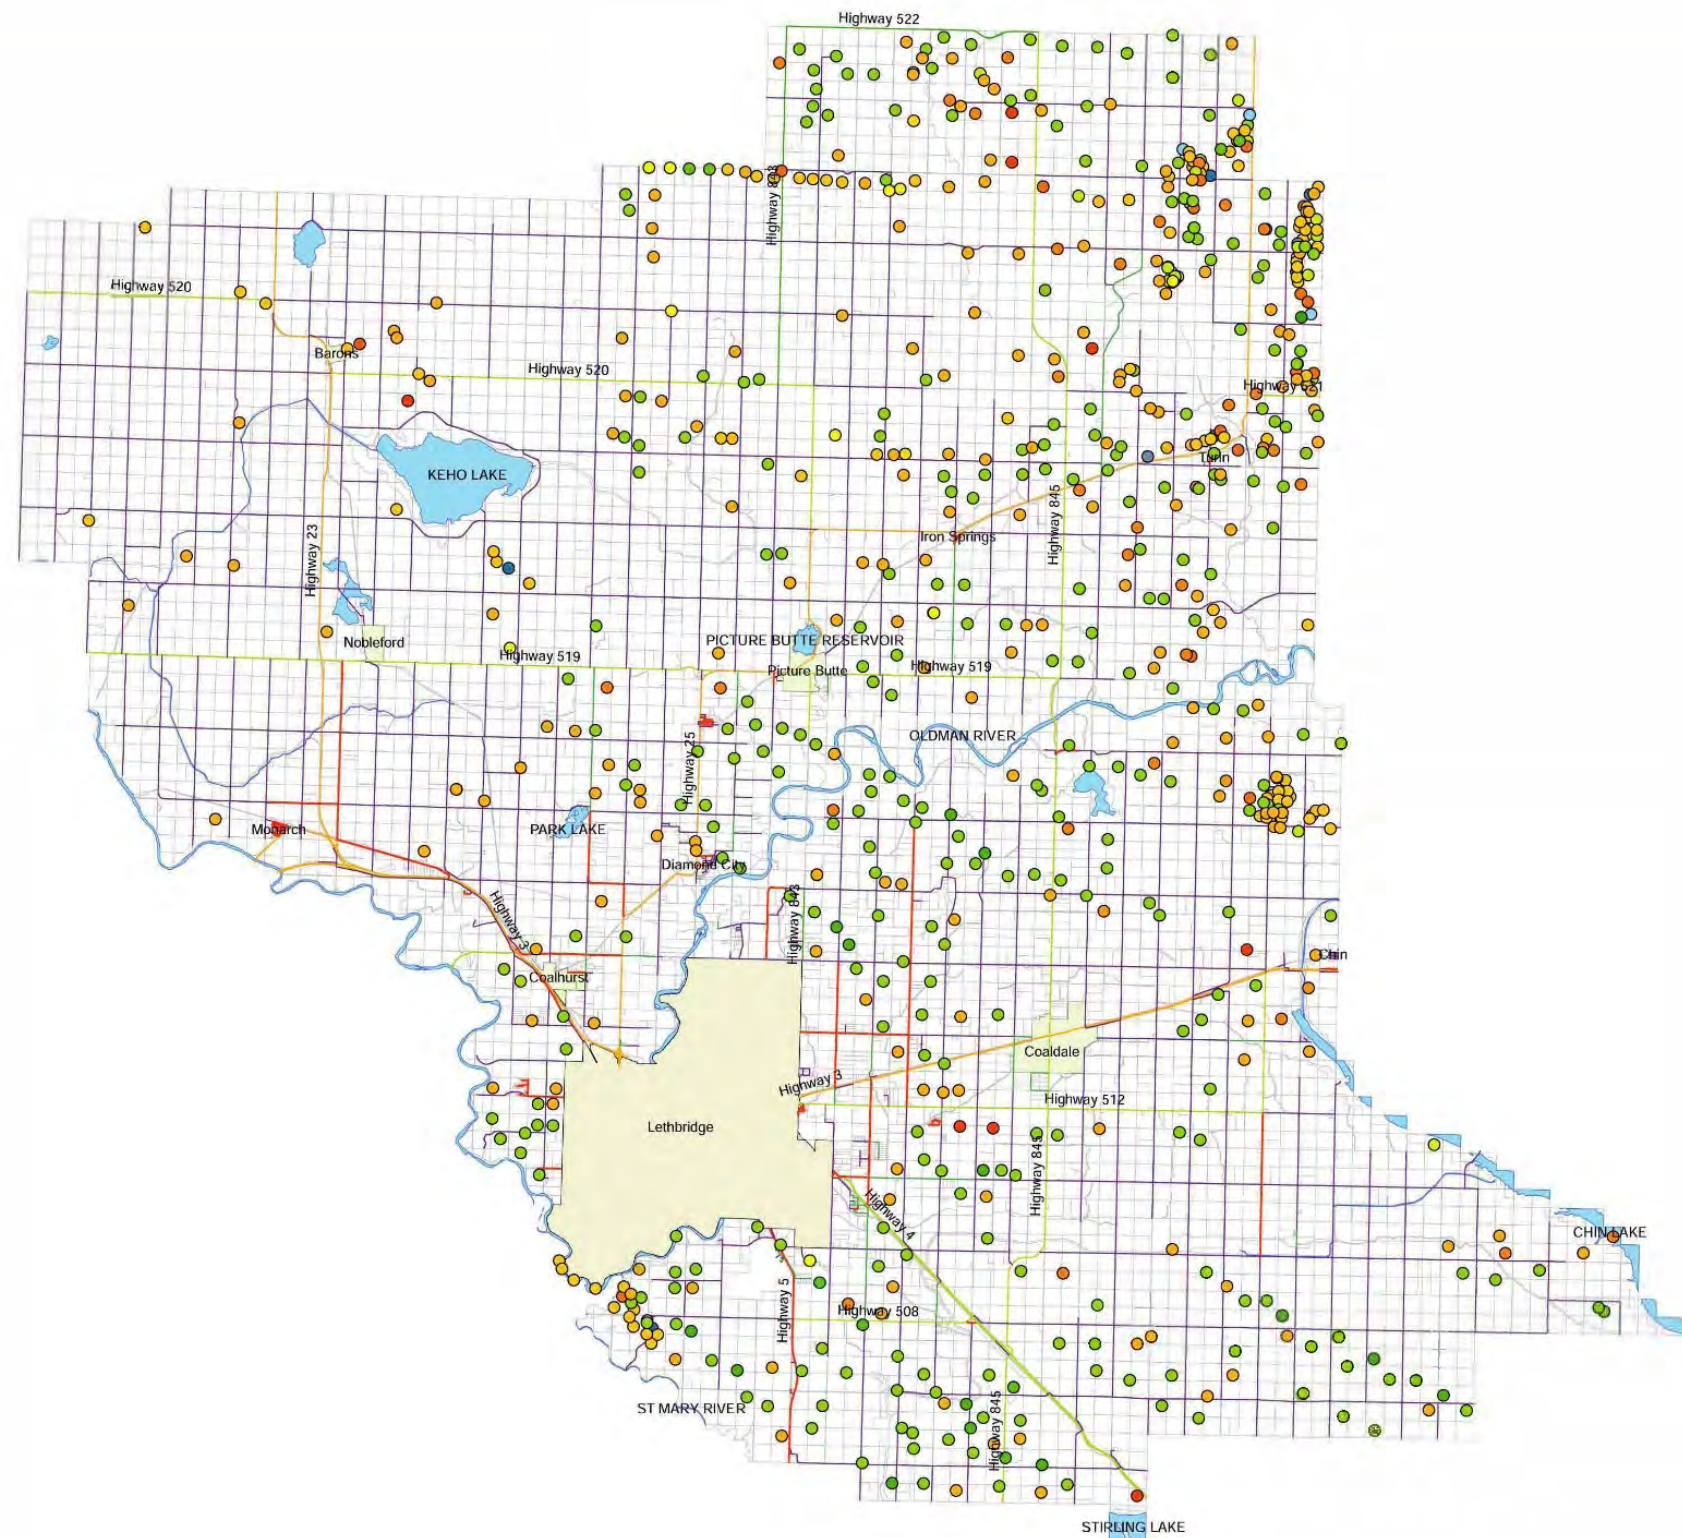 Highway 522
Highway 843
Highway 520
Barons
Highway 520
Highway 521
KEHO LAKE
Turin
Highway 23
Highway 845
Iron Springs
Nobleford
PICTURE BUTTE RESERVOIR
Highway 519
Picture Butte
Highway 519
OLDMAN RIVER
Highway 25
Monarch
PARK LAKE
Diamond City
Highway 3
Highway 843
Chin
Coalhurst
Coaldale
Highway 3
Highway 512
Lethbridge
Highway 845
Highway 4
CHIN LAKE
Highway 5
Highway 508
ST MARY RIVER
Highway 845
STIRLING LAKE